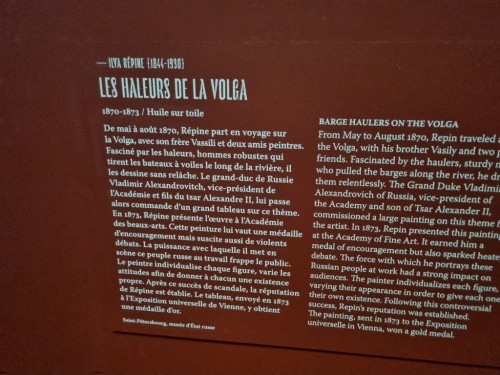 — ILYA RÉPINE (1844-1930)
LES HALEURS DE LA VOLGA
1870-1873 / Huile sur toile
De mai à août 1870, Répine part en voyage sur
la Volga, avec son frère Vassili et deux amis peintres.
Fasciné par les haleurs, hommes robustes qui
tirent les bateaux à voiles le long de la rivière, il
les dessine sans relâche. Le grand-duc de Russie
Vladimir Alexandrovitch, vice-président de
l'Académie et fils du tsar Alexandre II, lui passe
alors commande d'un grand tableau sur ce thème.
En 1873, Répine présente l'œuvre à l'Académie
des beaux-arts. Cette peinture lui vaut une médaille
d'encouragement mais suscite aussi de violents
débats. La puissance avec laquelle il met en
scène ce peuple russe au travail frappe le public.
Le peintre individualise chaque figure, varie les
attitudes afin de donner à chacun une existence
propre. Après ce succès de scandale, la réputation
de Répine est établie. Le tableau, envoyé en 1873
à l'Exposition universelle de Vienne, y obtient
une médaille d'or.
Saint-Pétersbourg, musée d'État russe
BARGE HAULERS ON THE VOLGA
From May to August 1870, Repin traveled a
the Volga, with his brother Vasily and two p
friends. Fascinated by the haulers, sturdy m
who pulled the barges along the river, he dr
them relentlessly. The Grand Duke Vladimi
Alexandrovich of Russia, vice-president of
the Academy and son of Tsar Alexander II,
commissioned a large painting on this theme f
the artist. In 1873, Repin presented this painting
at the Academy of Fine Art. It earned him a
medal of encouragement but also sparked heate
debate. The force with which he portrays these
Russian people at work had a strong impact on
audiences. The painter individualizes each figure,
varying their appearance in order to give each one
their own existence. Following this controversial
success, Repin's reputation was established.
The painting, sent in 1873 to the Exposition
universelle in Vienna, won a gold medal.